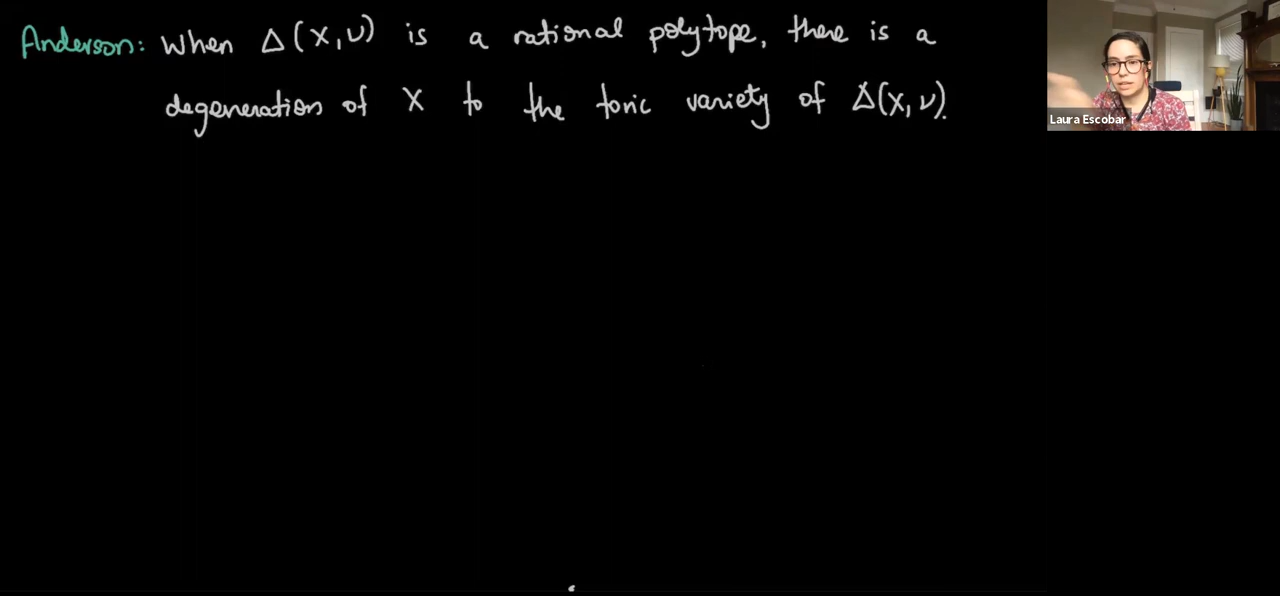 Anderson: When Δ(X,ν) is a rational polytope, there is a
degeneration of X to the toric variety of Δ(X,ν).
Laura Escobar